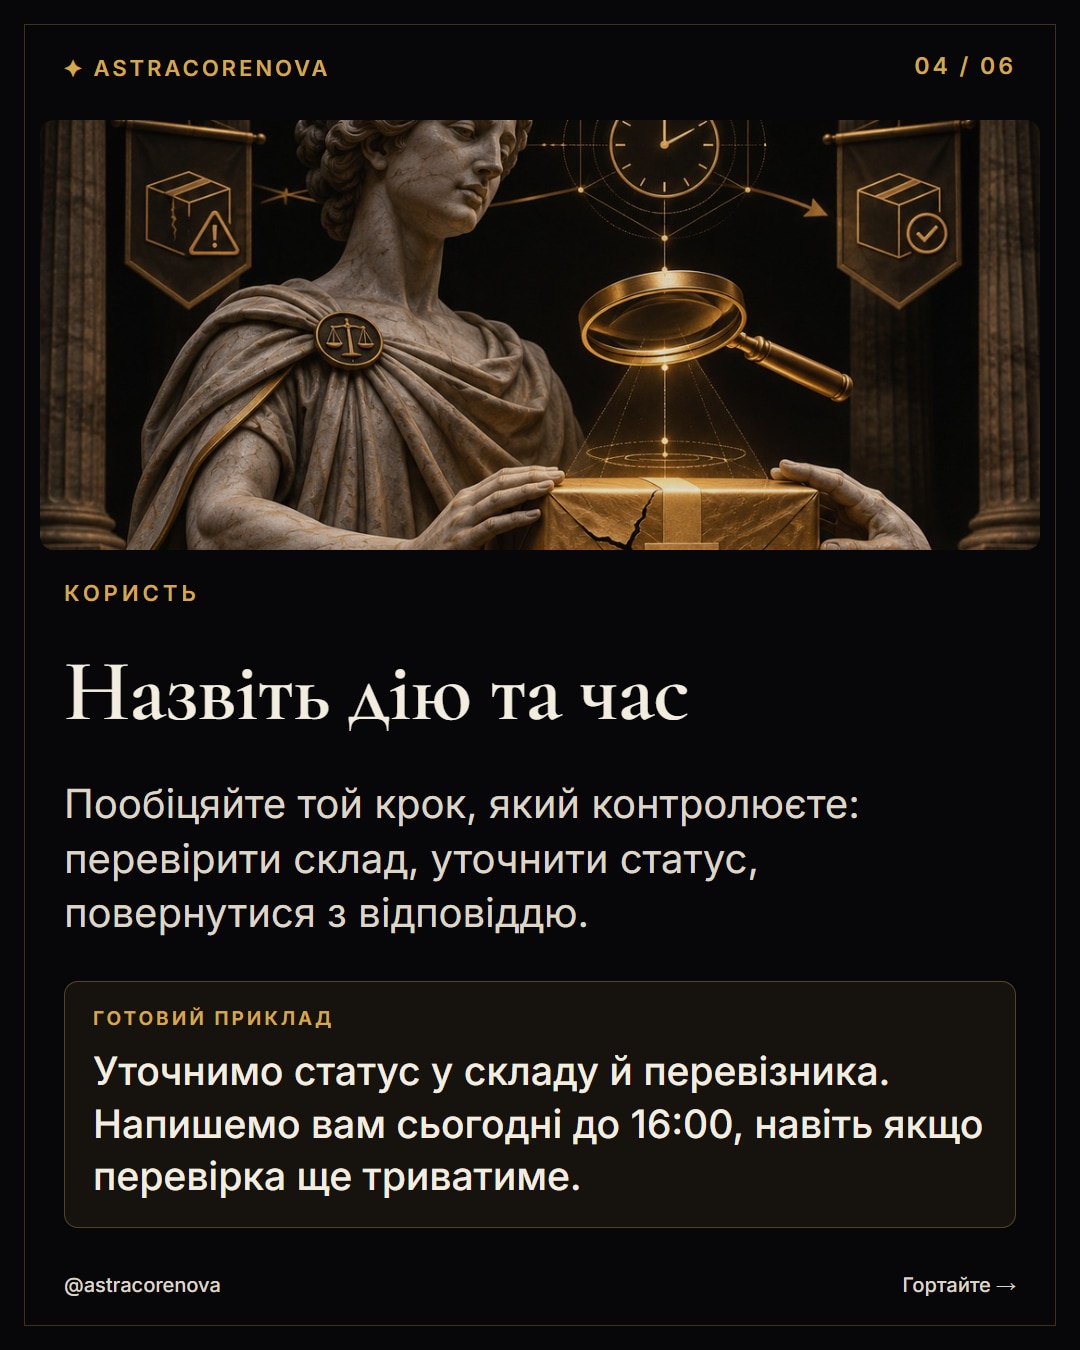 ✦ ASTRACORENOVA
04 / 06
КОРИСТЬ
Назвіть дію та час
Пообіцяйте той крок, який контролюєте:
перевірити склад, уточнити статус,
повернутися з відповіддю.
ГОТОВИЙ ПРИКЛАД
Уточнимо статус у складу й перевізника.
Напишемо вам сьогодні до 16:00, навіть якщо
перевірка ще триватиме.
@astracorenova
Гортайте →